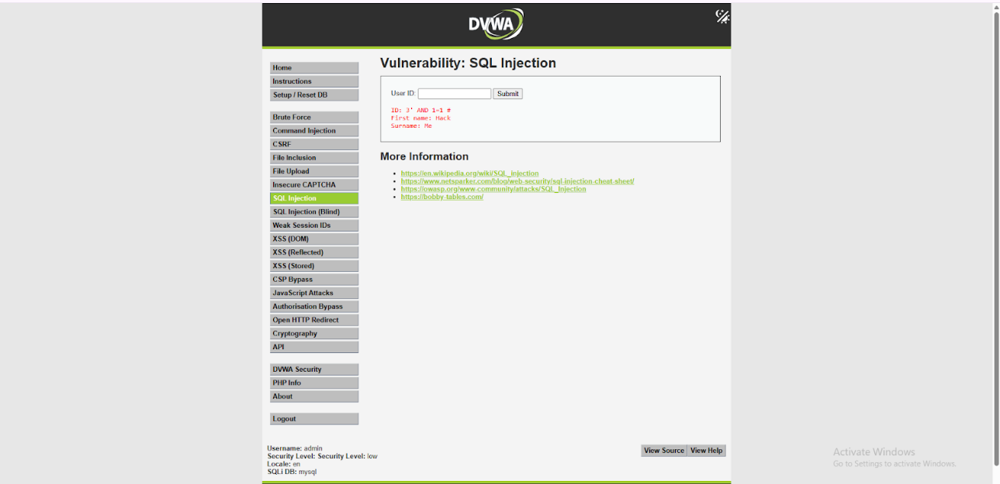 DVWA
Home
Instructions
Setup / Reset DB
Brute Force
Command Injection
CSRF
File Inclusion
File Upload
Insecure CAPTCHA
SQL Injection
SQL Injection (Blind)
Weak Session IDs
XSS (DOM)
XSS (Reflected)
XSS (Stored)
CSP Bypass
JavaScript Attacks
Authorisation Bypass
Open HTTP Redirect
Cryptography
API
DVWA Security
PHP Info
About
Logout
Vulnerability: SQL Injection
User ID: Submit
ID: 3' AND 1=1 #
First name: Hack
Surname: Me
More Information
https://en.wikipedia.org/wiki/SQL_injection
https://www.netsparker.com/blog/web-security/sql-injection-cheat-sheet/
https://owasp.org/www-community/attacks/SQL_Injection
https://bobby-tables.com/
Username: admin
Security Level: Security Level: low
Locale: en
SQLi DB: mysql
View Source View Help
Activate Windows
Go to Settings to activate Windows.